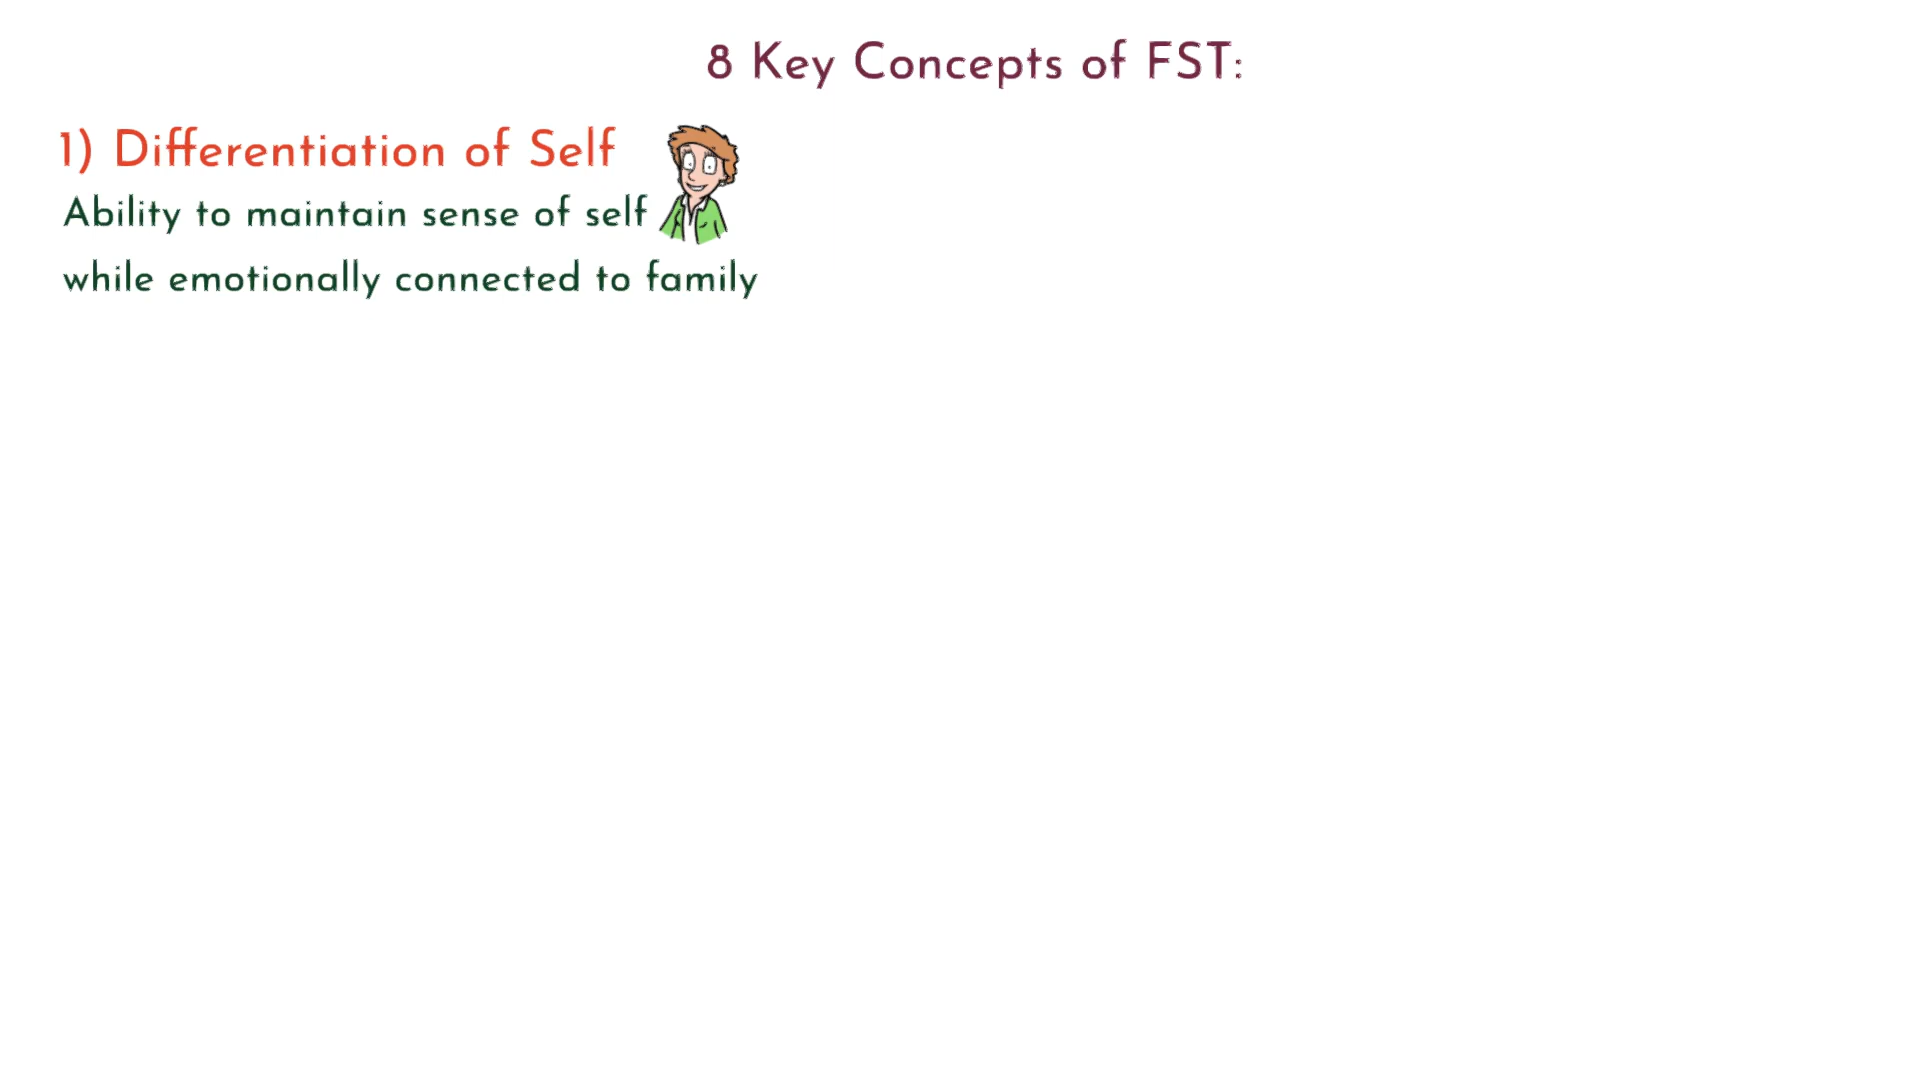 8 Key Concepts of FST:
1) Differentiation of Self
Ability to maintain sense of self
while emotionally connected to family